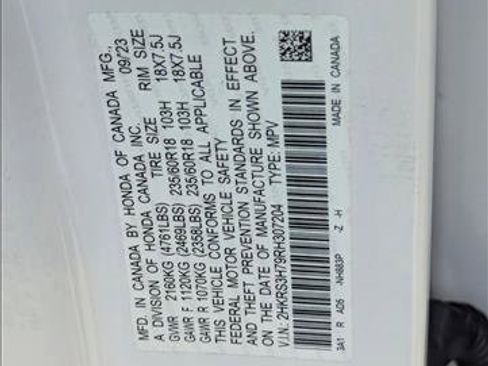 MFD. IN CANADA BY HONDA OF CANADA MFG.,
A DIVISION OF HONDA CANADA INC. 09/23
TIRE SIZE RIM SIZE
GVWR 2160KG (4761LBS)
GAWR F 1120KG (2469LBS) 235/60R18 103H 18X7.5J
GAWR R 1070KG (2358LBS) 235/60R18 103H 18X7.5J
THIS VEHICLE CONFORMS TO ALL APPLICABLE
FEDERAL MOTOR VEHICLE SAFETY
AND THEFT PREVENTION STANDARDS IN EFFECT
ON THE DATE OF MANUFACTURE SHOWN ABOVE.
V.I.N: 2HKRS3H79RH307204 TYPE: MPV
3A1 R AD5 -NH883P -Z -H MADE IN CANADA